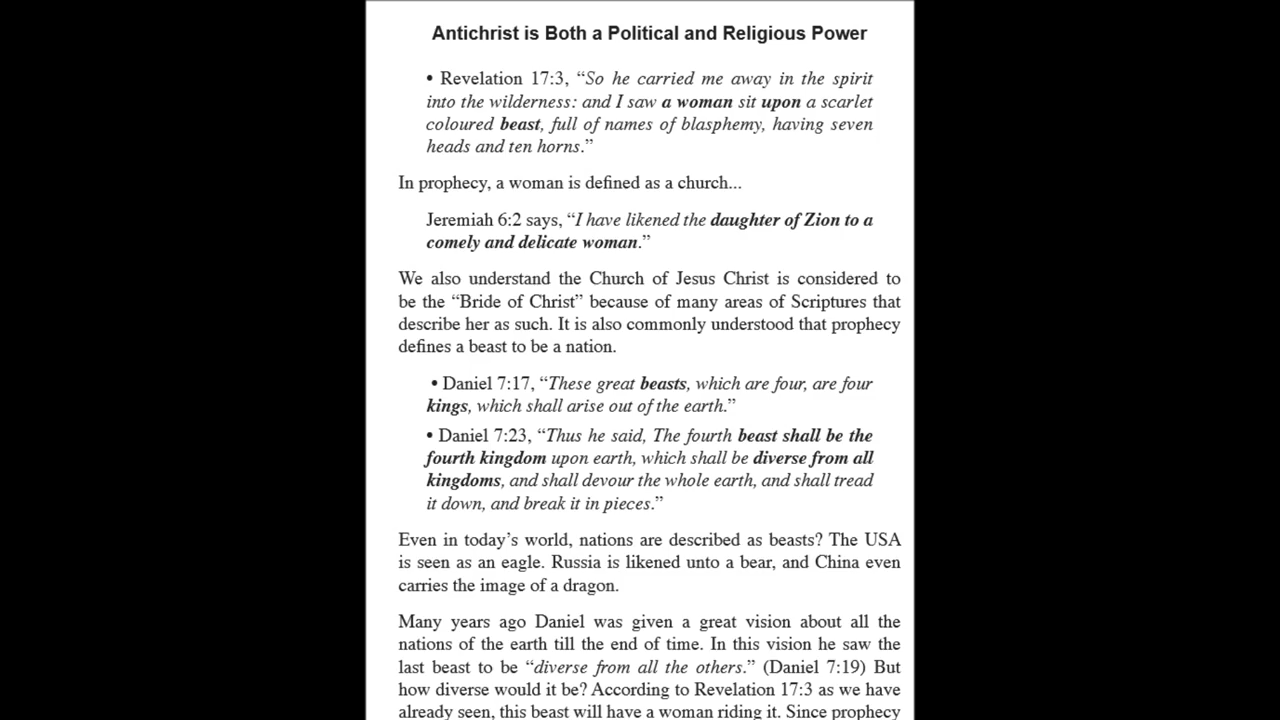 Antichrist is Both a Political and Religious Power
• Revelation 17:3, “So he carried me away in the spirit
into the wilderness: and I saw a woman sit upon a scarlet
coloured beast, full of names of blasphemy, having seven
heads and ten horns.”
In prophecy, a woman is defined as a church...
Jeremiah 6:2 says, “I have likened the daughter of Zion to a
comely and delicate woman.”
We also understand the Church of Jesus Christ is considered to
be the “Bride of Christ” because of many areas of Scriptures that
describe her as such. It is also commonly understood that prophecy
defines a beast to be a nation.
• Daniel 7:17, “These great beasts, which are four, are four
kings, which shall arise out of the earth.”
• Daniel 7:23, “Thus he said, The fourth beast shall be the
fourth kingdom upon earth, which shall be diverse from all
kingdoms, and shall devour the whole earth, and shall tread
it down, and break it in pieces.”
Even in today’s world, nations are described as beasts? The USA
is seen as an eagle. Russia is likened unto a bear, and China even
carries the image of a dragon.
Many years ago Daniel was given a great vision about all the
nations of the earth till the end of time. In this vision he saw the
last beast to be “diverse from all the others.” (Daniel 7:19) But
how diverse would it be? According to Revelation 17:3 as we have
already seen, this beast will have a woman riding it. Since prophecy